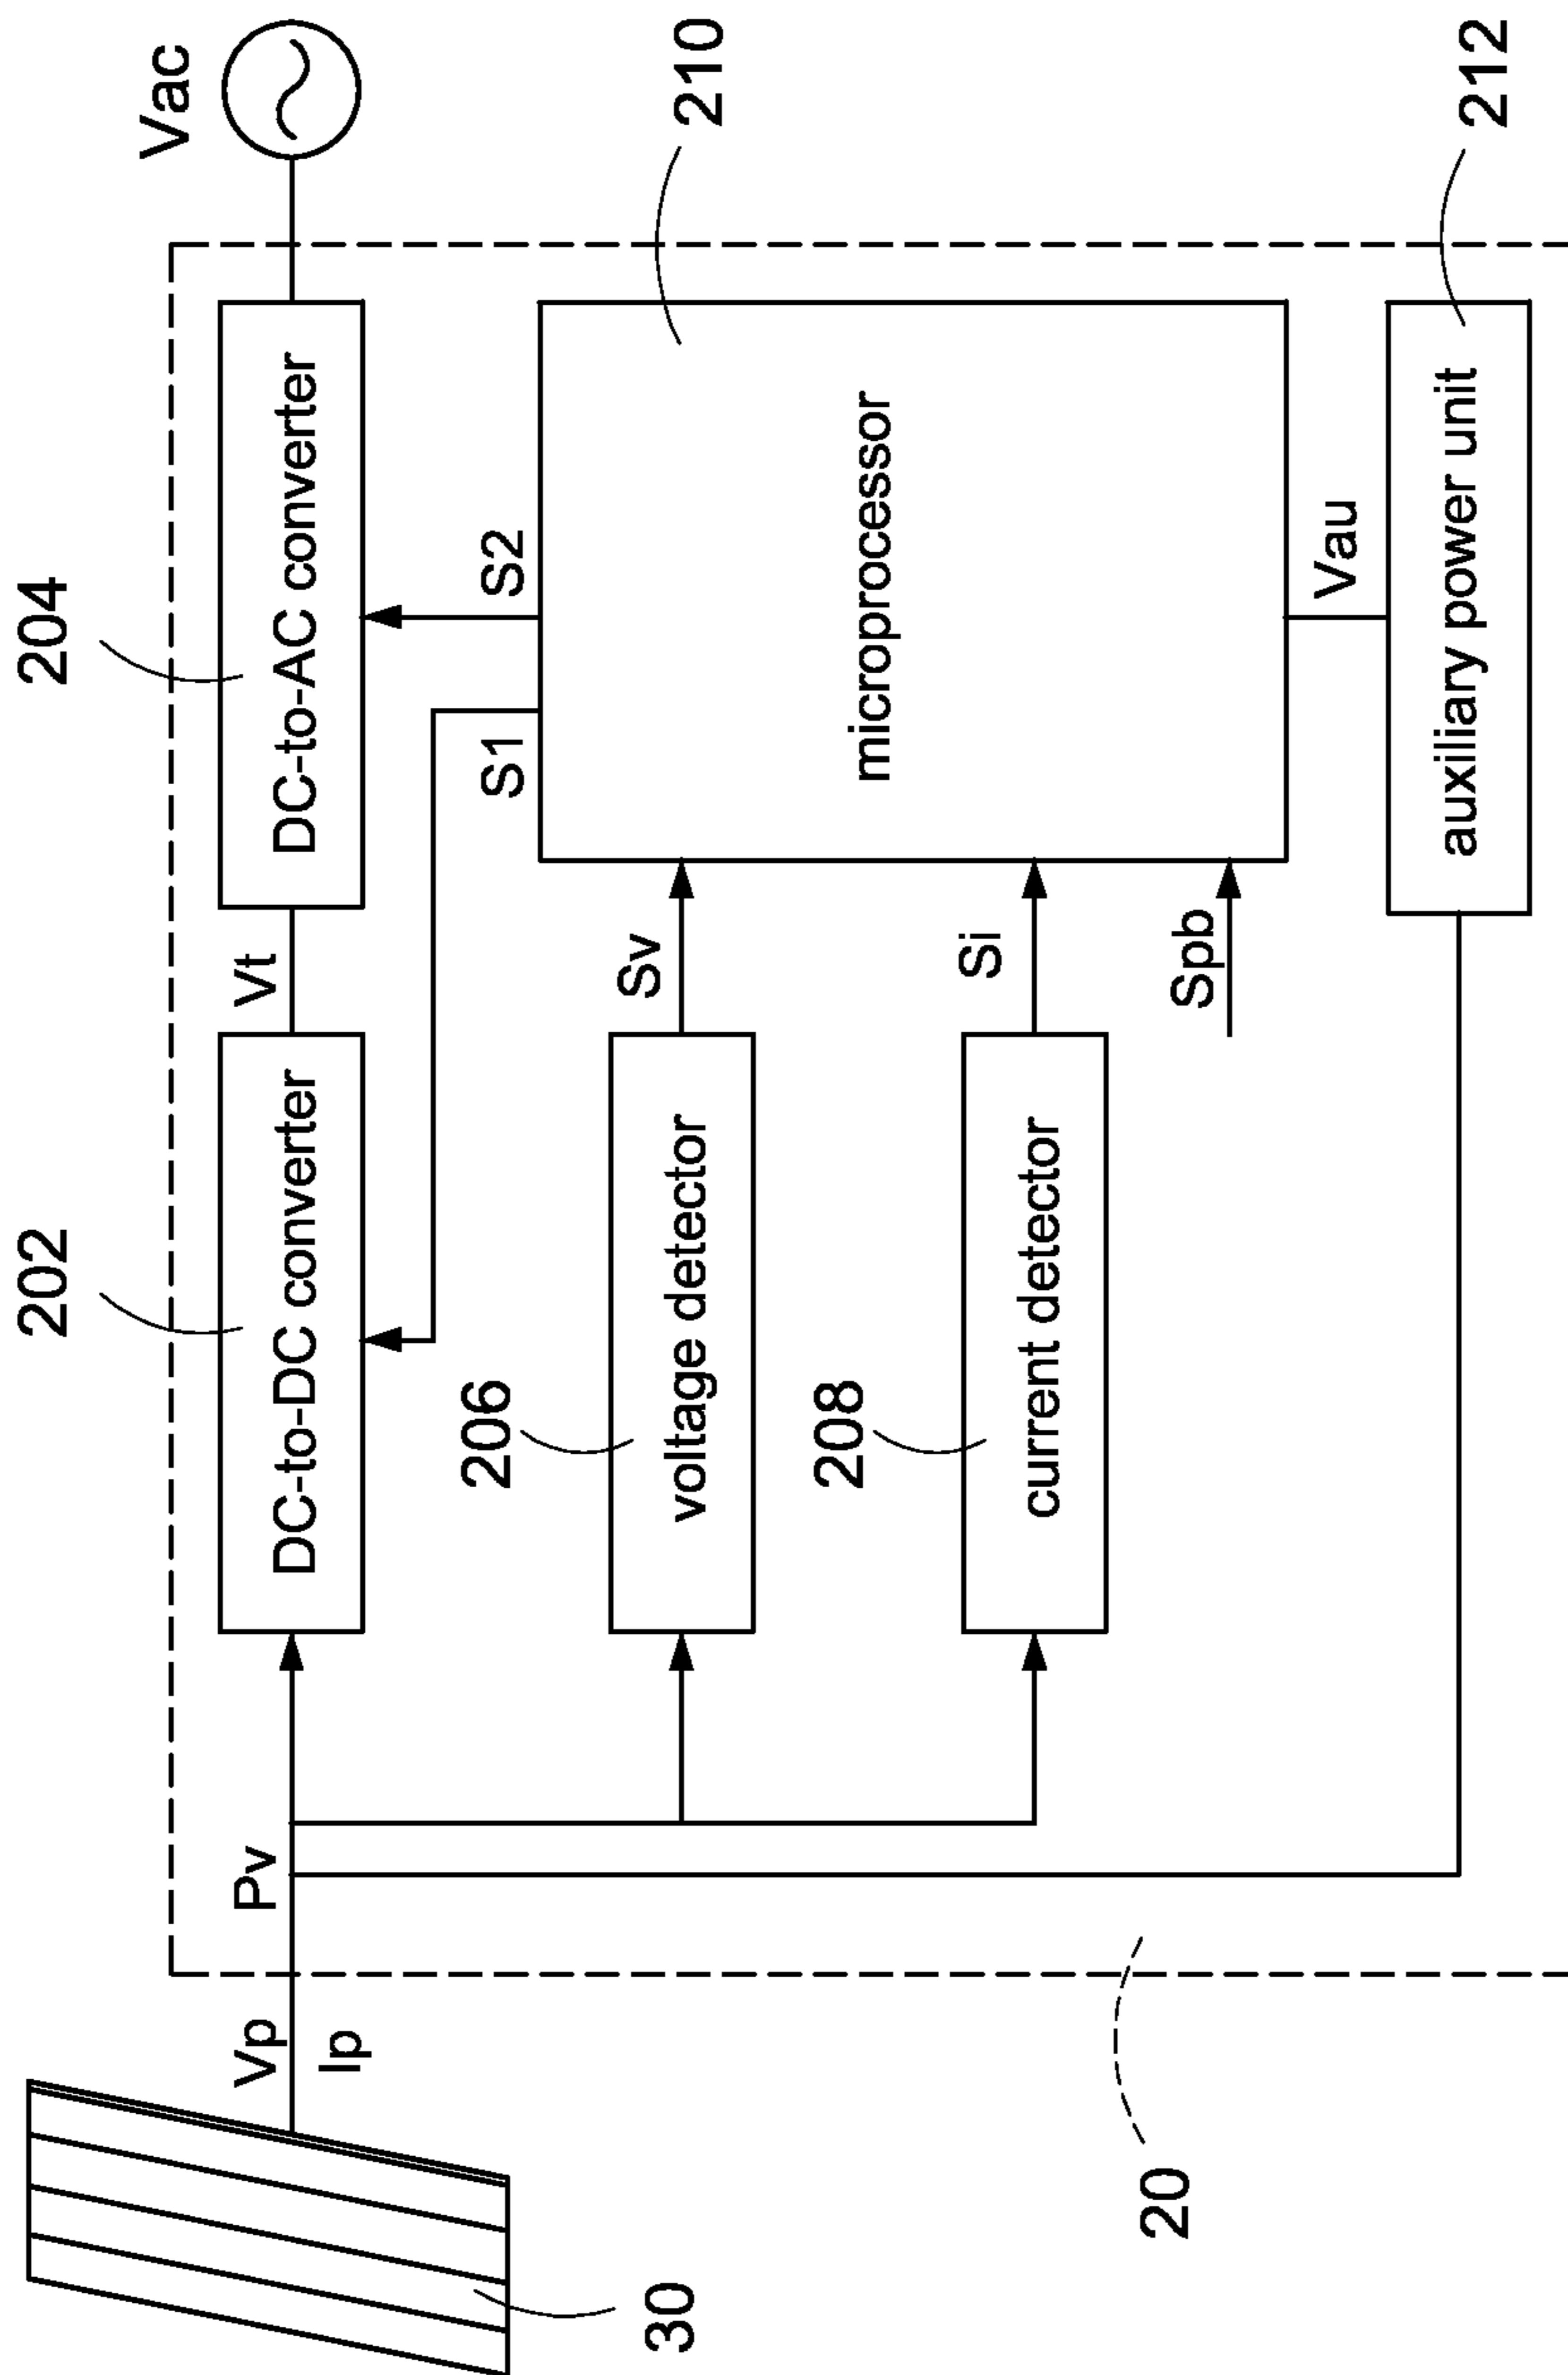 202
204
Vac
Vp
Ip
Pv
DC-to-DC converter
Vt
DC-to-AC converter
S1
S2
206
voltage detector
Sv
microprocessor
210
208
current detector
Si
Spb
Vau
30
20
auxiliary power unit
212